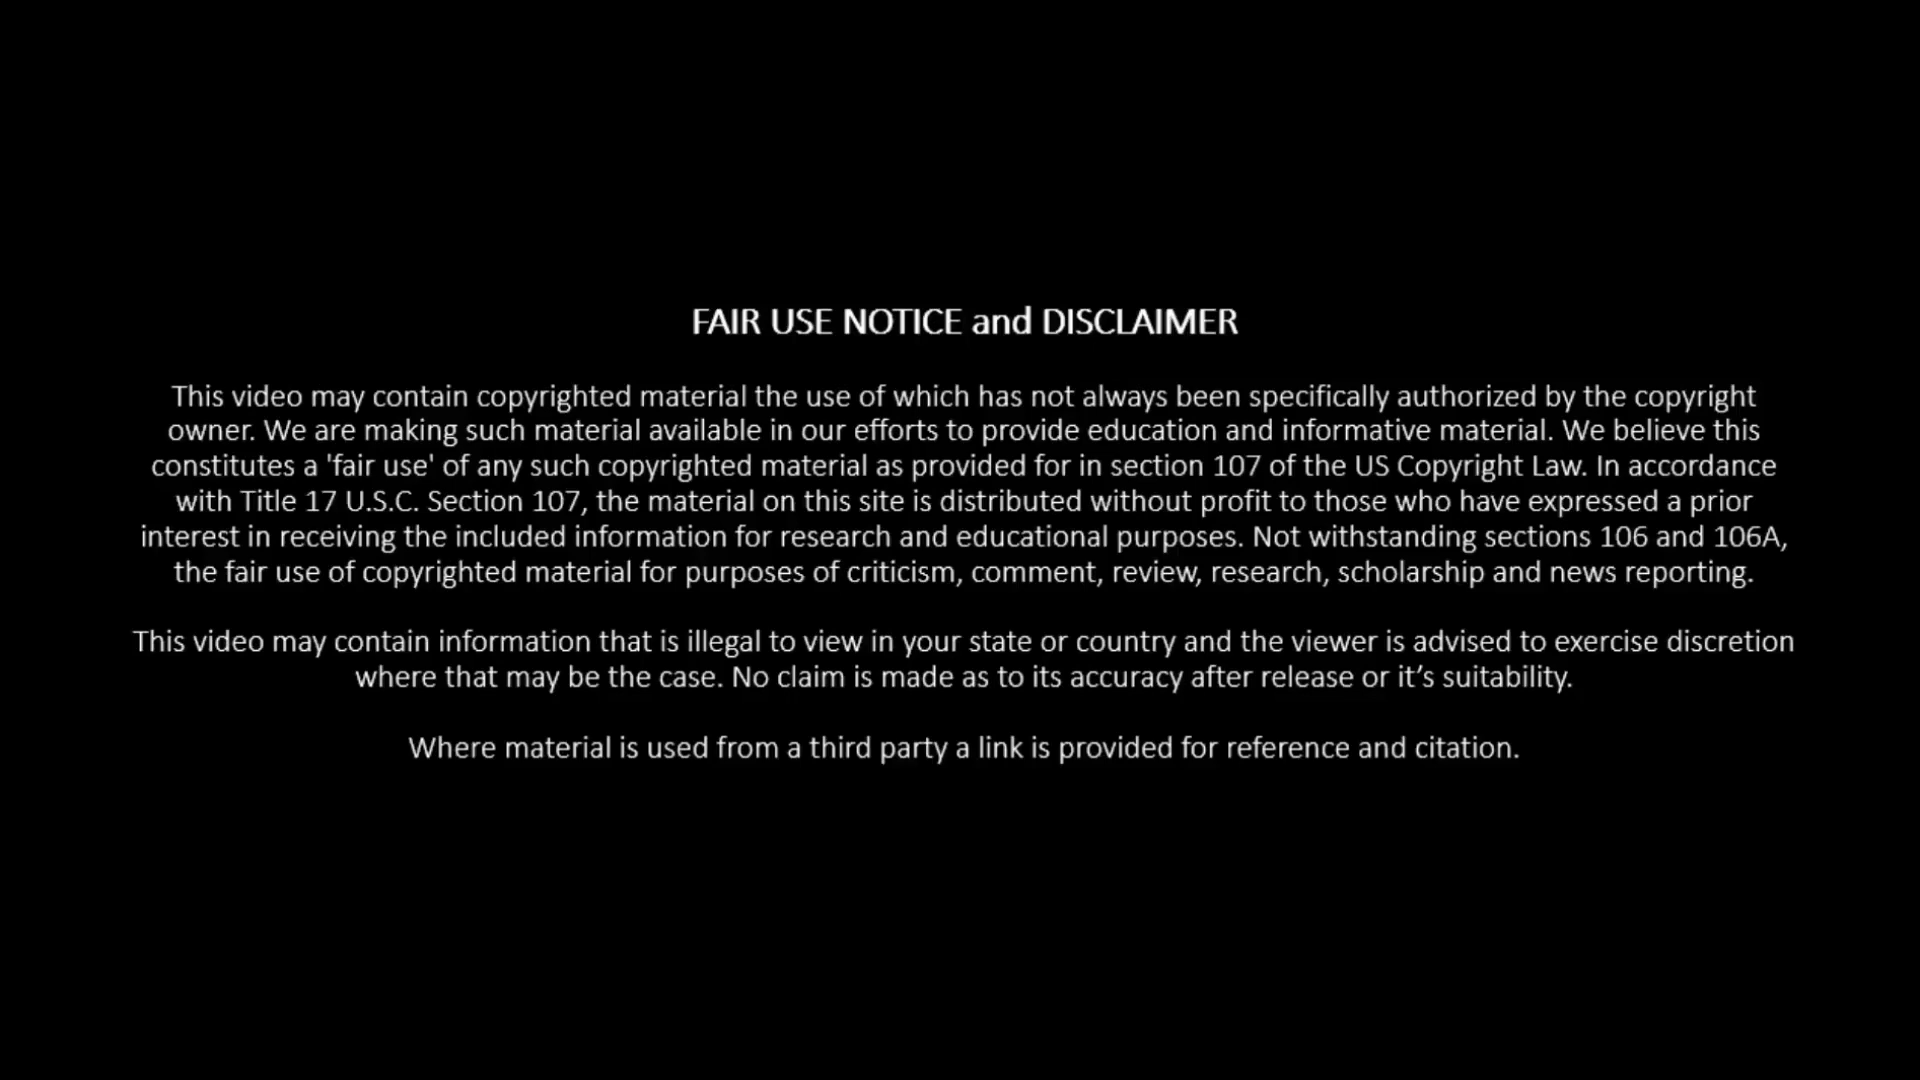 FAIR USE NOTICE and DISCLAIMER
This video may contain copyrighted material the use of which has not always been specifically authorized by the copyright
owner. We are making such material available in our efforts to provide education and informative material. We believe this
constitutes a 'fair use' of any such copyrighted material as provided for in section 107 of the US Copyright Law. In accordance
with Title 17 U.S.C. Section 107, the material on this site is distributed without profit to those who have expressed a prior
interest in receiving the included information for research and educational purposes. Not withstanding sections 106 and 106A,
the fair use of copyrighted material for purposes of criticism, comment, review, research, scholarship and news reporting.
This video may contain information that is illegal to view in your state or country and the viewer is advised to exercise discretion
where that may be the case. No claim is made as to its accuracy after release or it’s suitability.
Where material is used from a third party a link is provided for reference and citation.